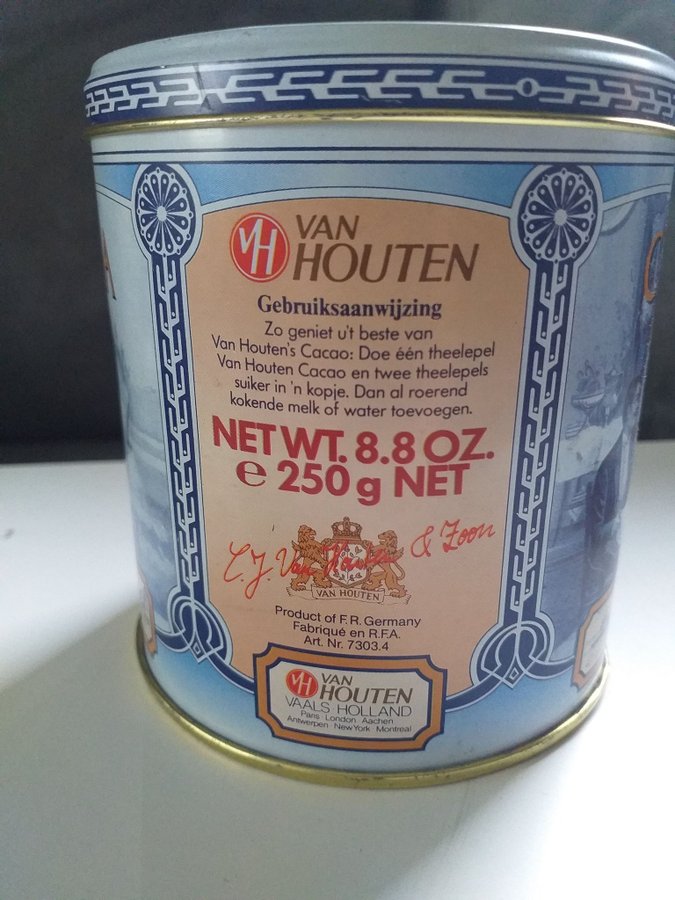 VH VAN
HOUTEN
Gebruiksaanwijzing
Zo geniet u't beste van
Van Houten's Cacao: Doe één theelepel
Van Houten Cacao en twee theelepels
suiker in 'n kopje. Dan al roerend
kokende melk of water toevoegen.
NET WT. 8.8 OZ.
e 250 g NET
C.J. Van Houten & Zoon
VAN HOUTEN
Product of F.R. Germany
Fabriqué en R.F.A.
Art. Nr. 7303.4
VH VAN
HOUTEN
VAALS HOLLAND
Paris · London · Aachen
Antwerpen · New York · Montreal